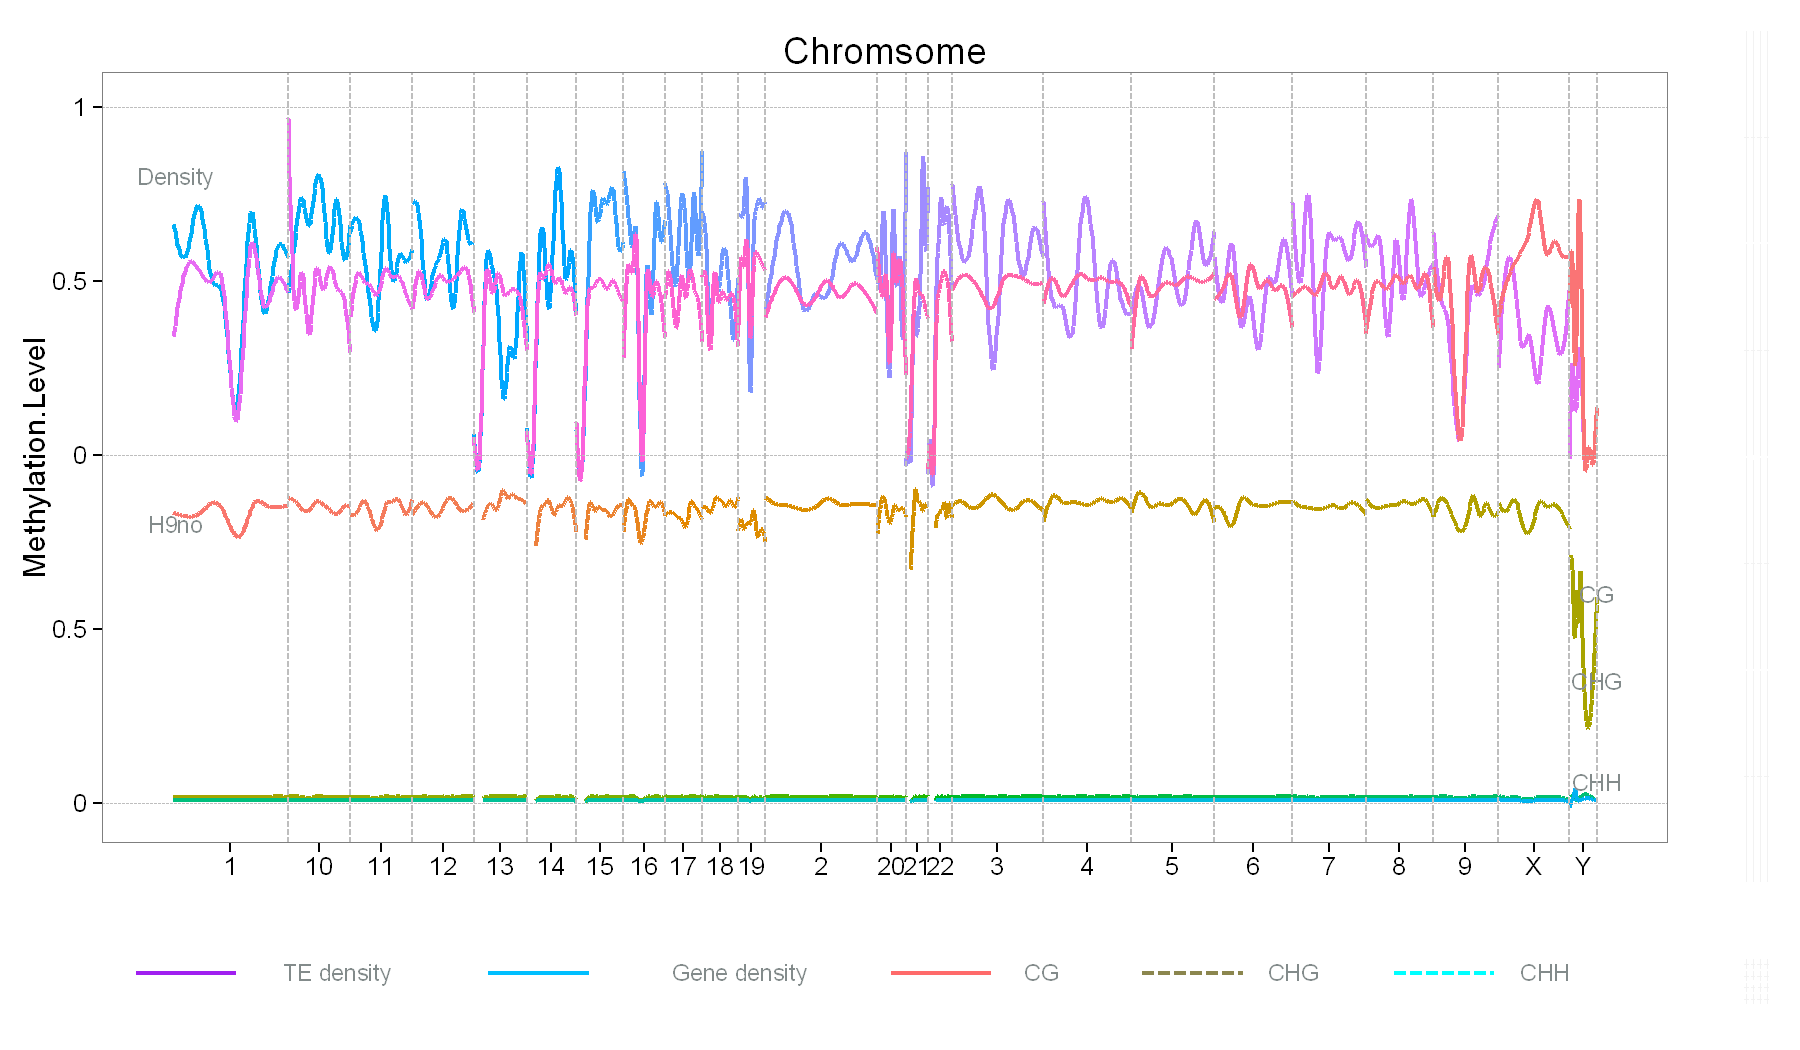 Chromsome
Methylation.Level
1
0.5
0
0.5
0
Density
H9no
CG
CHG
CHH
1 10 11 12 13 14 15 16 17 18 19 2 20 21 22 3 4 5 6 7 8 9 X Y
TE density Gene density CG CHG CHH